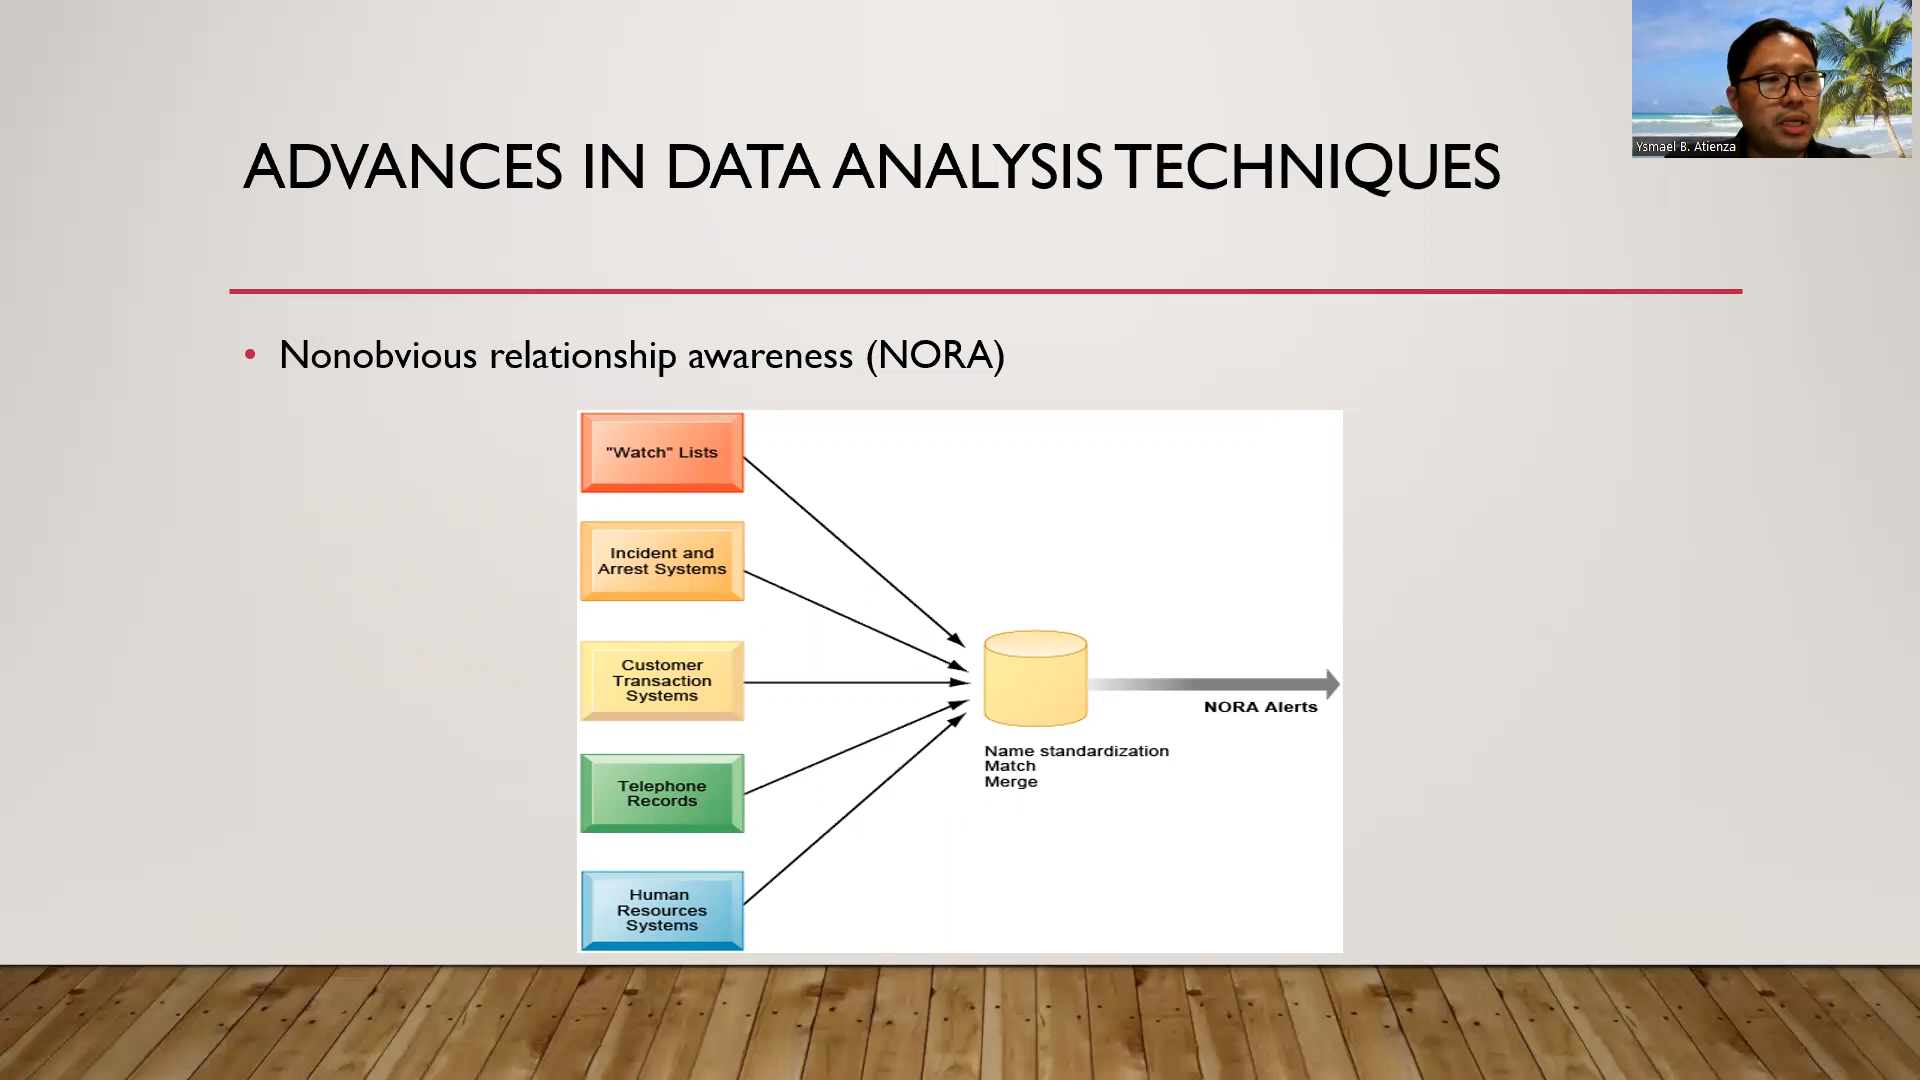 Ysmael B. Atienza
ADVANCES IN DATA ANALYSIS TECHNIQUES
• Nonobvious relationship awareness (NORA)
"Watch" Lists
Incident and
Arrest Systems
Customer
Transaction
Systems
Telephone
Records
Human
Resources
Systems
Name standardization
Match
Merge
NORA Alerts